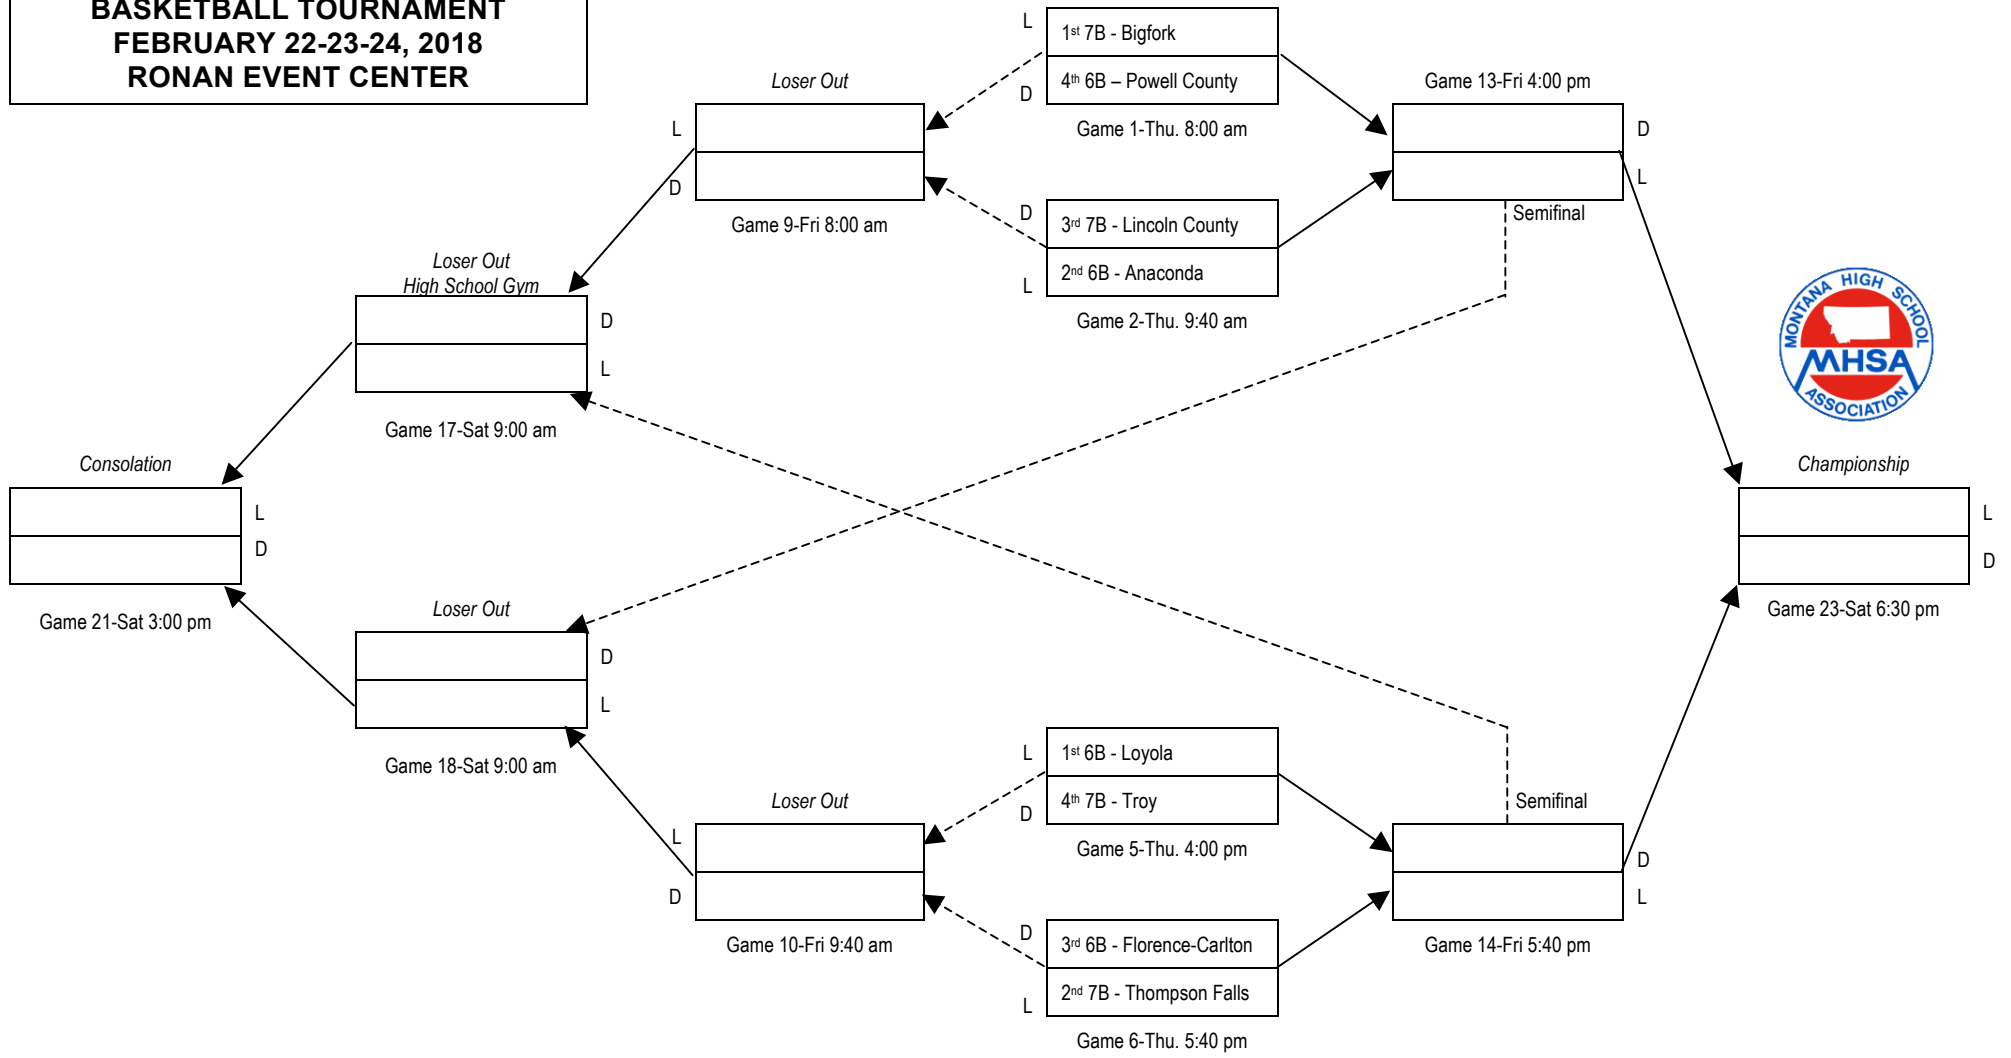 BASKETBALL TOURNAMENT
FEBRUARY 22-23-24, 2018
RONAN EVENT CENTER
L
1st 7B - Bigfork
4th 6B – Powell County
D
Game 1-Thu. 8:00 am
D
3rd 7B - Lincoln County
2nd 6B - Anaconda
L
Game 2-Thu. 9:40 am
Loser Out
L
D
Game 9-Fri 8:00 am
Game 13-Fri 4:00 pm
D
L
Semifinal
Loser Out
High School Gym
D
L
Game 17-Sat 9:00 am
MONTANA HIGH SCHOOL
MHSA
ASSOCIATION
Consolation
L
D
Game 21-Sat 3:00 pm
Championship
L
D
Game 23-Sat 6:30 pm
Loser Out
D
L
Game 18-Sat 9:00 am
Loser Out
L
D
Game 10-Fri 9:40 am
L
1st 6B - Loyola
4th 7B - Troy
D
Game 5-Thu. 4:00 pm
D
3rd 6B - Florence-Carlton
2nd 7B - Thompson Falls
L
Game 6-Thu. 5:40 pm
Semifinal
D
L
Game 14-Fri 5:40 pm